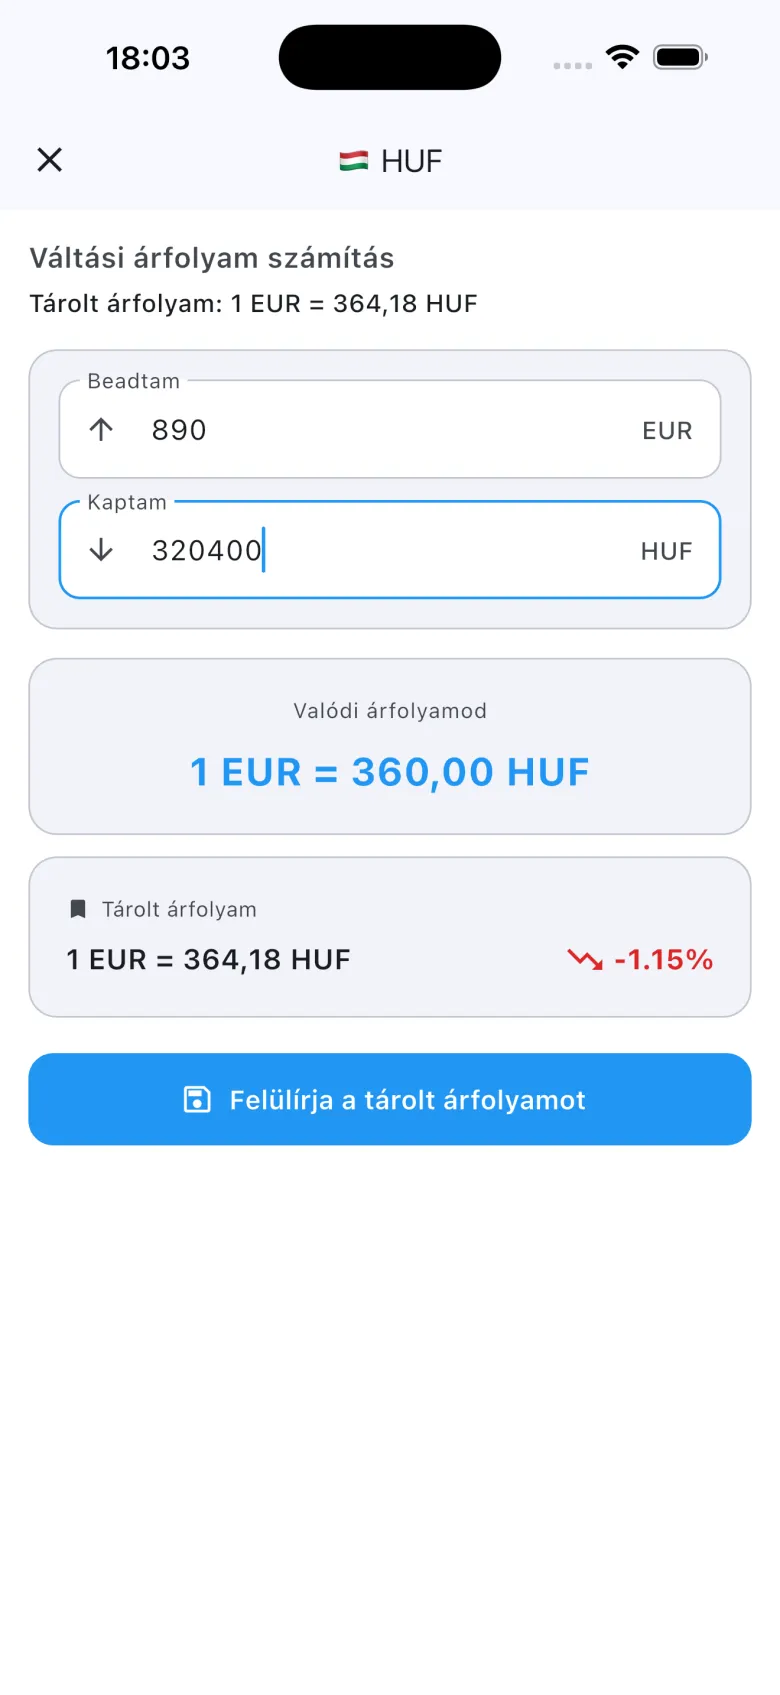 18:03
HUF
Váltási árfolyam számítás
Tárolt árfolyam: 1 EUR = 364,18 HUF
Beadtam
890 EUR
Kaptam
320400 HUF
Valódi árfolyamod
1 EUR = 360,00 HUF
Tárolt árfolyam
1 EUR = 364,18 HUF -1.15%
Felülírja a tárolt árfolyamot